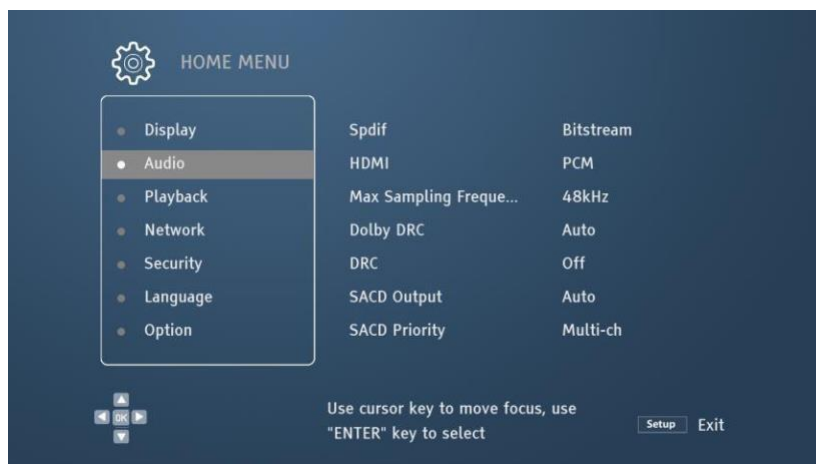 HOME MENU
Display
Audio
Playback
Network
Security
Language
Option
Spdif Bitstream
HDMI PCM
Max Sampling Freque... 48kHz
Dolby DRC Auto
DRC Off
SACD Output Auto
SACD Priority Multi-ch
OK
Use cursor key to move focus, use
"ENTER" key to select
Setup Exit